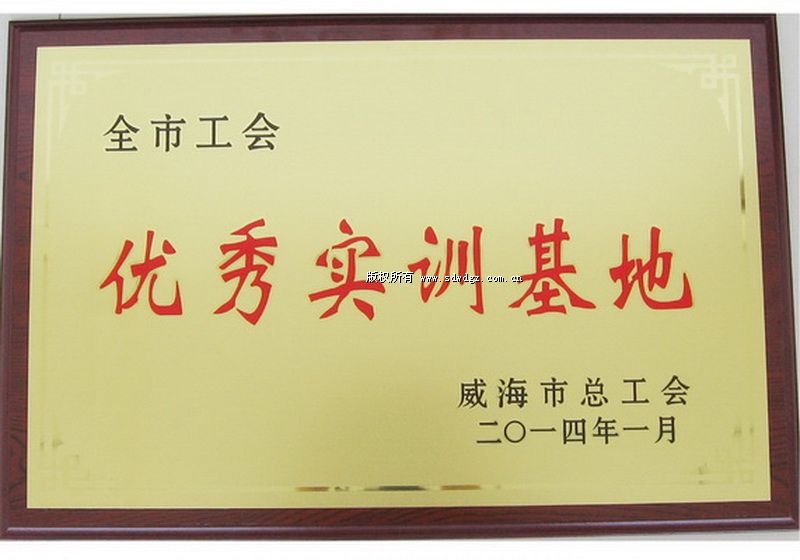 全市工会
优秀实训基地
版权所有 www.sdwdgz.com.cn
威海市总工会
二〇一四年一月